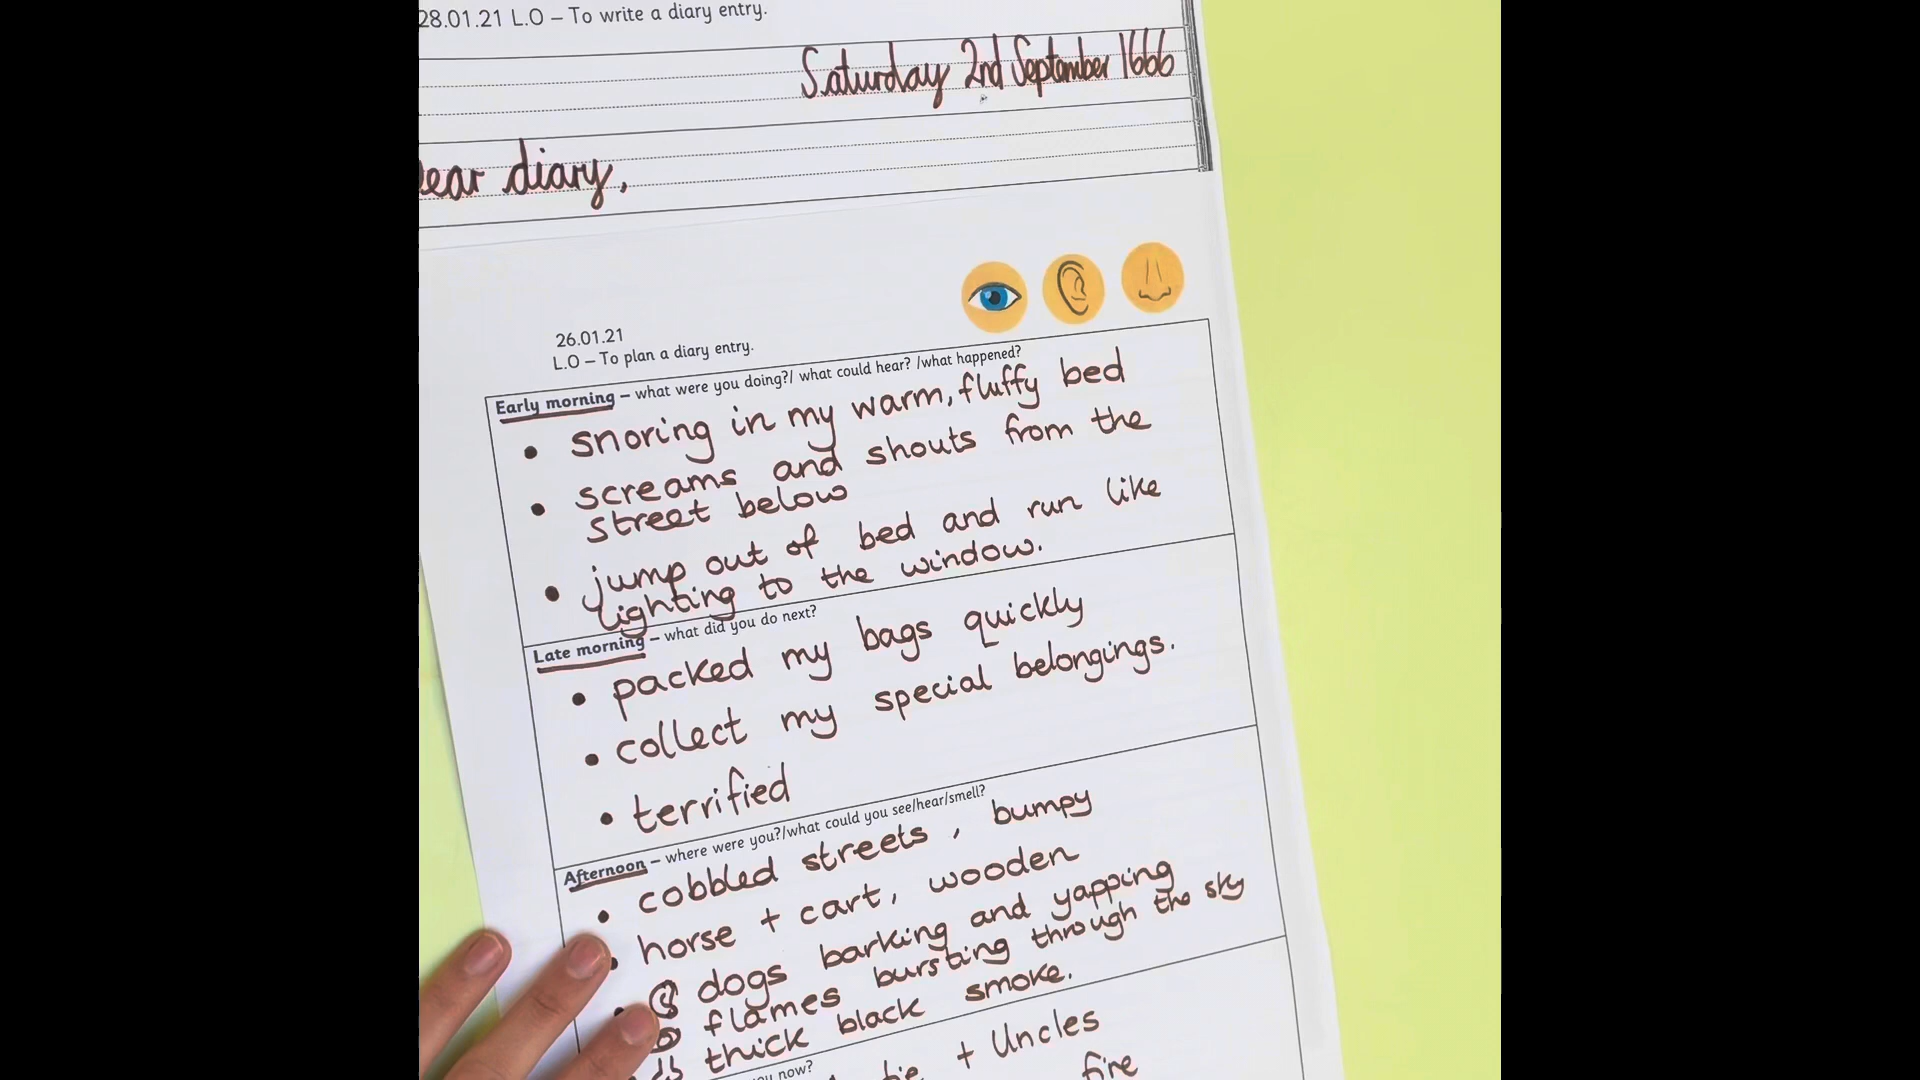 28.01.21 L.O – To write a diary entry.
Saturday 2nd September 1666
ear diary,
26.01.21
L.O – To plan a diary entry.
Early morning – what were you doing?/ what could hear? /what happened?
• snoring in my warm, fluffy bed
• screams and shouts from the
street below
• jump out of bed and run like
lighting to the window.
Late morning – what did you do next?
• packed my bags quickly
• collect my special belongings.
• terrified
Afternoon – where were you?/what could you see/hear/smell?
• cobbled streets, bumpy
• horse + cart, wooden
• dogs barking and yapping
flames bursting through the sky
thick black smoke.
you now?
+ Uncles
fire